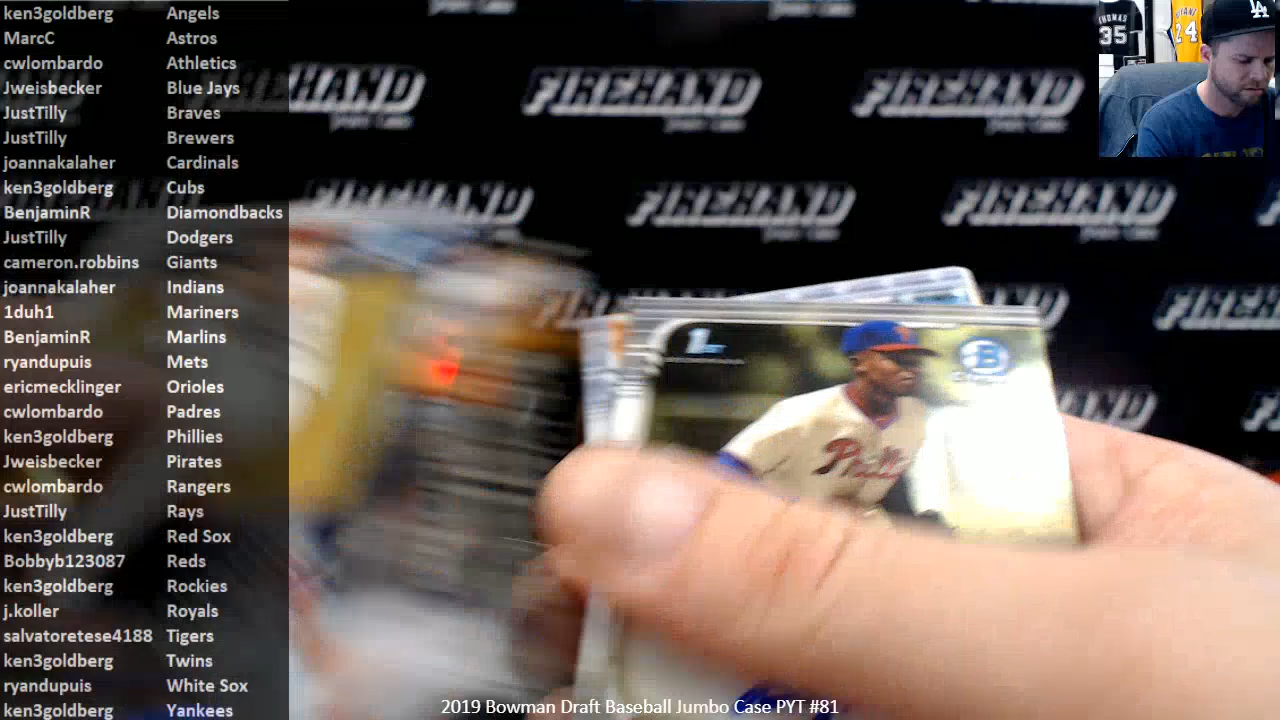 ken3goldberg Angels
MarcC Astros
cwlombardo Athletics
Jweisbecker Blue Jays
JustTilly Braves
JustTilly Brewers
joannakalaher Cardinals
ken3goldberg Cubs
BenjaminR Diamondbacks
JustTilly Dodgers
cameron.robbins Giants
joannakalaher Indians
1duh1 Mariners
BenjaminR Marlins
ryandupuis Mets
ericmecklinger Orioles
cwlombardo Padres
ken3goldberg Phillies
Jweisbecker Pirates
cwlombardo Rangers
JustTilly Rays
ken3goldberg Red Sox
Bobbyb123087 Reds
ken3goldberg Rockies
j.koller Royals
salvatoretese4188 Tigers
ken3goldberg Twins
ryandupuis White Sox
ken3goldberg Yankees
FIREHAND FIREHAND FIREHAND
FIREHAND FIREHAND FIREHAND
THOMAS
35
24
LA
1ST
B
2019 Bowman Draft Baseball Jumbo Case PYT #81